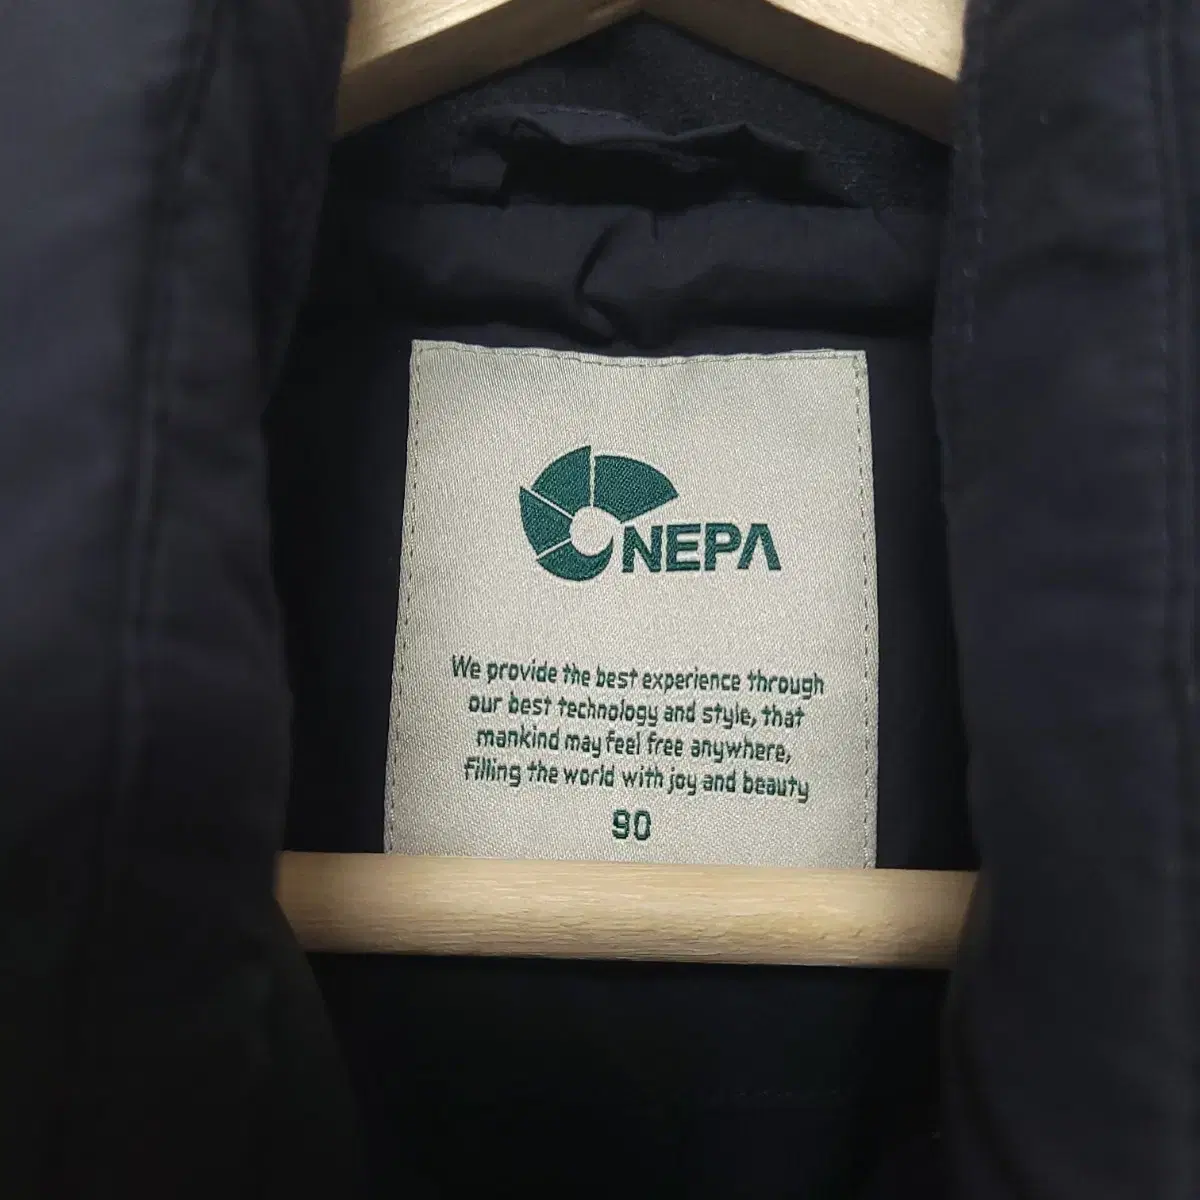 NEPA
We provide the best experience through
our best technology and style, that
mankind may feel free anywhere,
Filling the world with joy and beauty
90